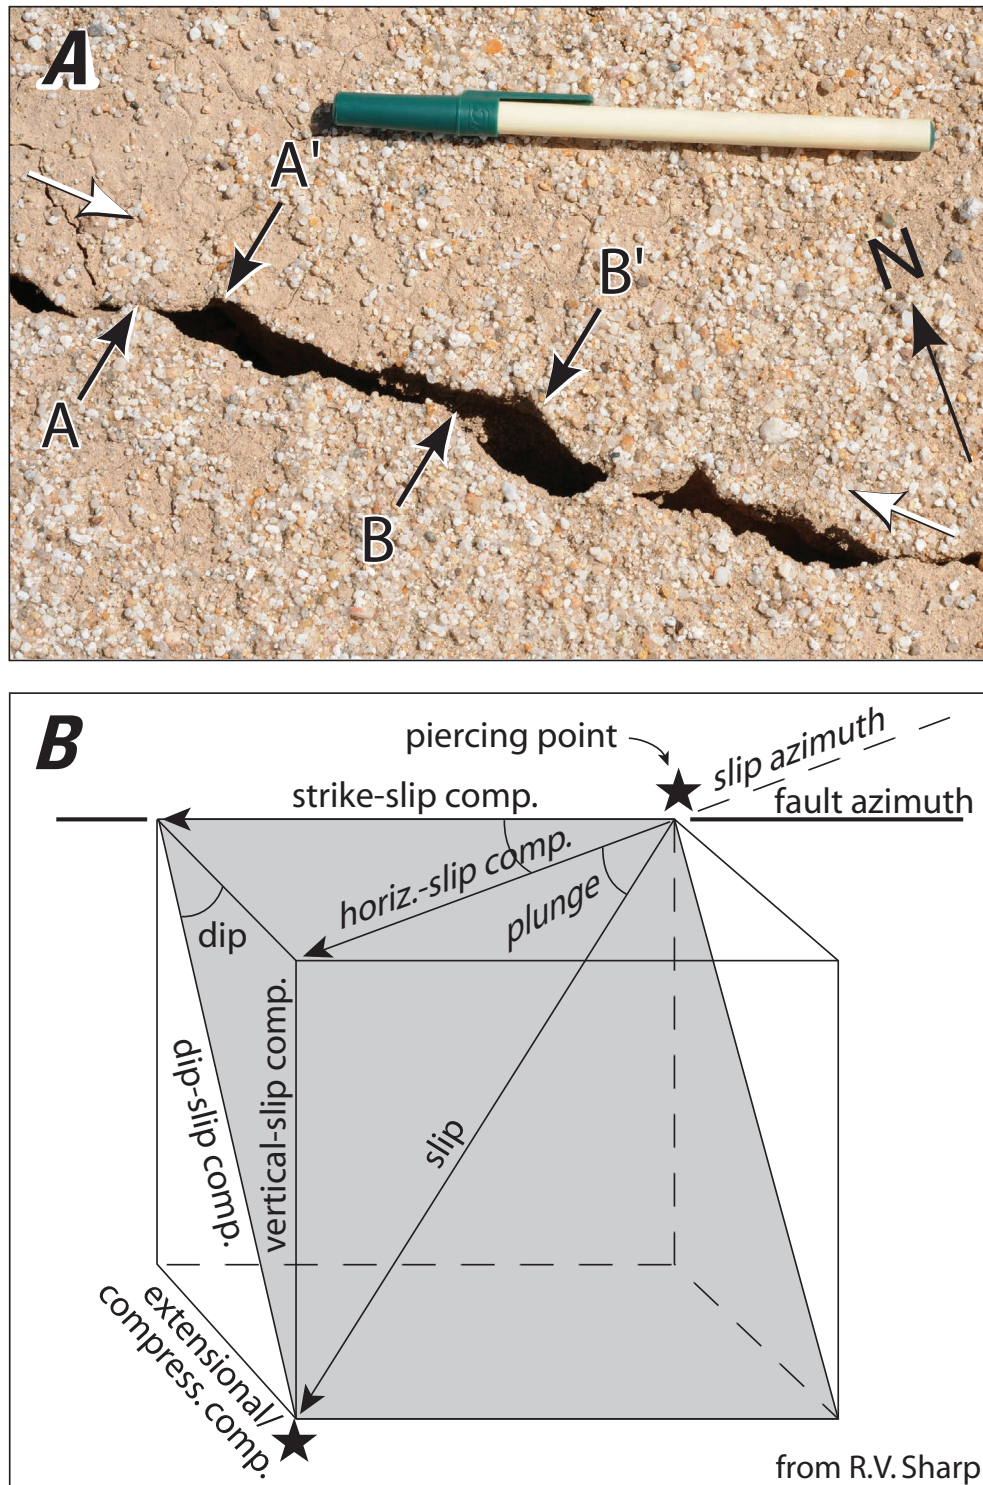 A
A'
B'
N
A
B
B
piercing point
slip azimuth
strike-slip comp.
fault azimuth
horiz.-slip comp.
plunge
dip
dip-slip comp.
vertical-slip comp.
slip
extensional/
compress. comp.
from R.V. Sharp